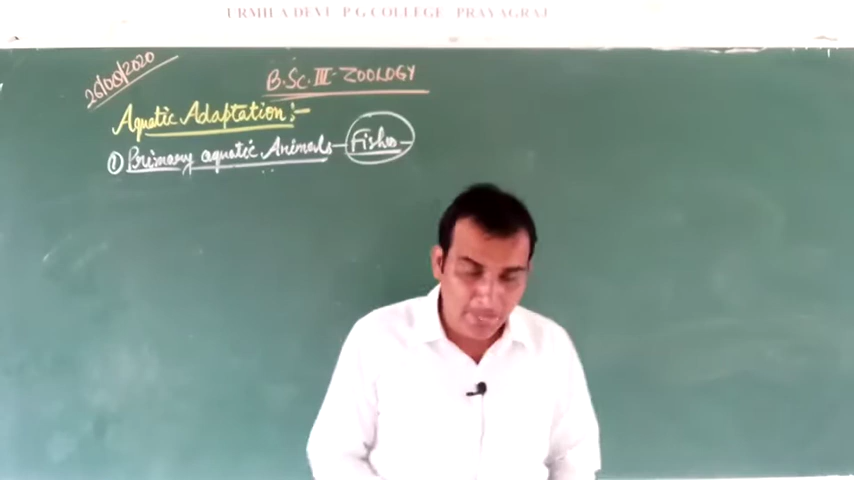 URMILA DEVI P G COLLEGE PRAYAGRAJ
26/08/2020
B.Sc. III - ZOOLOGY
Aquatic Adaptation :-
① Primary aquatic Animals - Fishes -